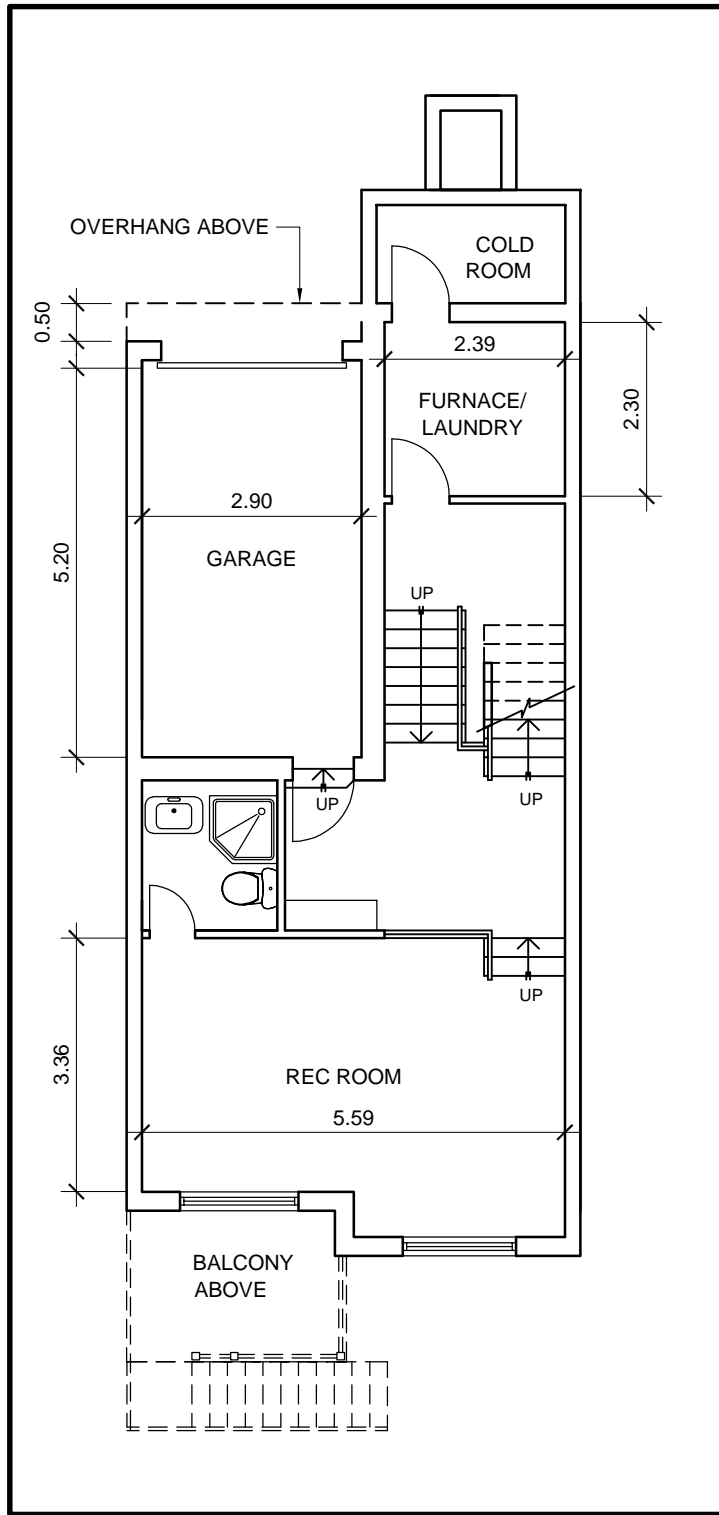 OVERHANG ABOVE
COLD
ROOM
0.50
2.39
FURNACE/
LAUNDRY
2.30
2.90
GARAGE
5.20
UP
UP
UP
UP
REC ROOM
3.36
5.59
BALCONY
ABOVE